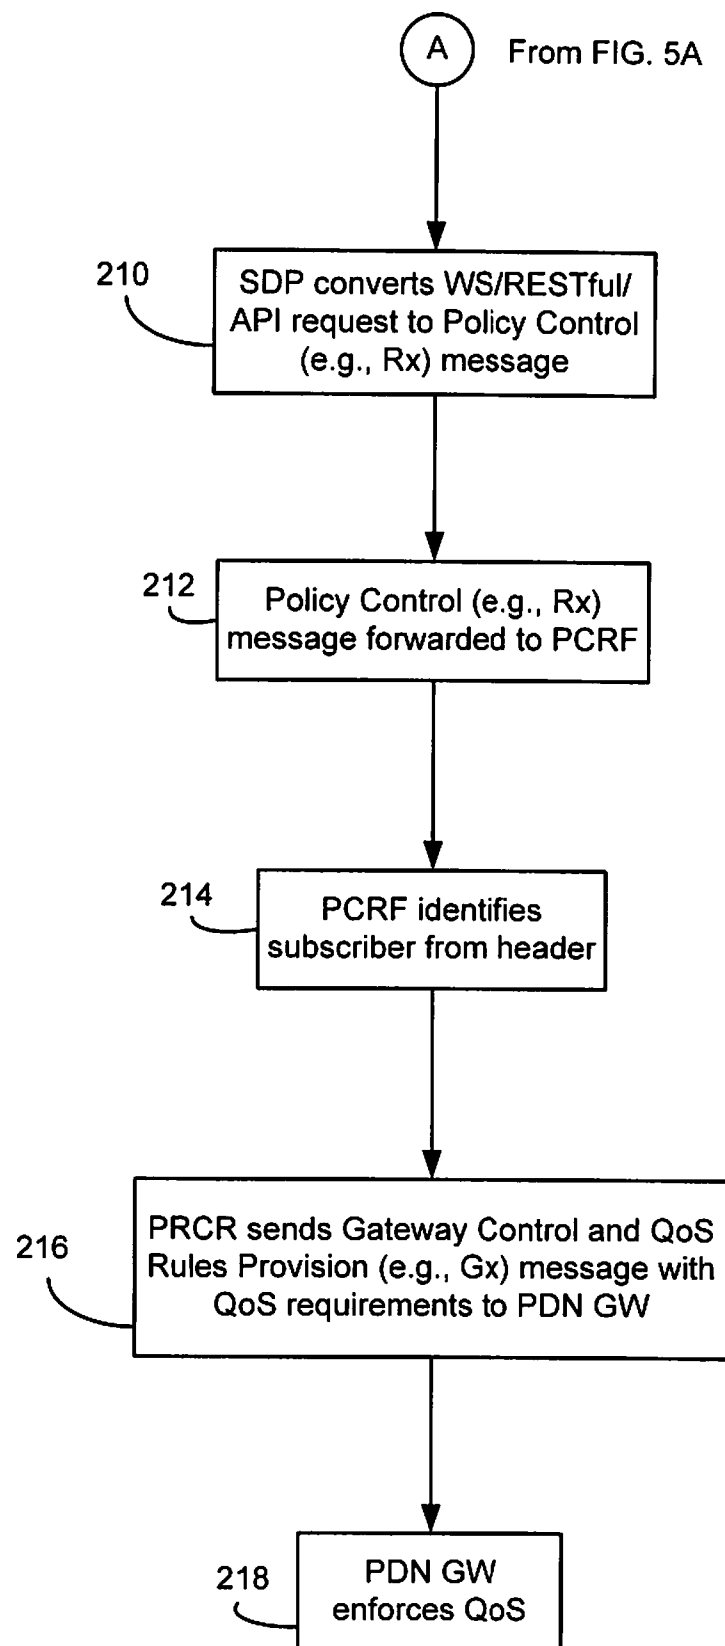 A
From FIG. 5A
210
SDP converts WS/RESTful/
API request to Policy Control
(e.g., Rx) message
212
Policy Control (e.g., Rx)
message forwarded to PCRF
214
PCRF identifies
subscriber from header
216
PRCR sends Gateway Control and QoS
Rules Provision (e.g., Gx) message with
QoS requirements to PDN GW
218
PDN GW
enforces QoS